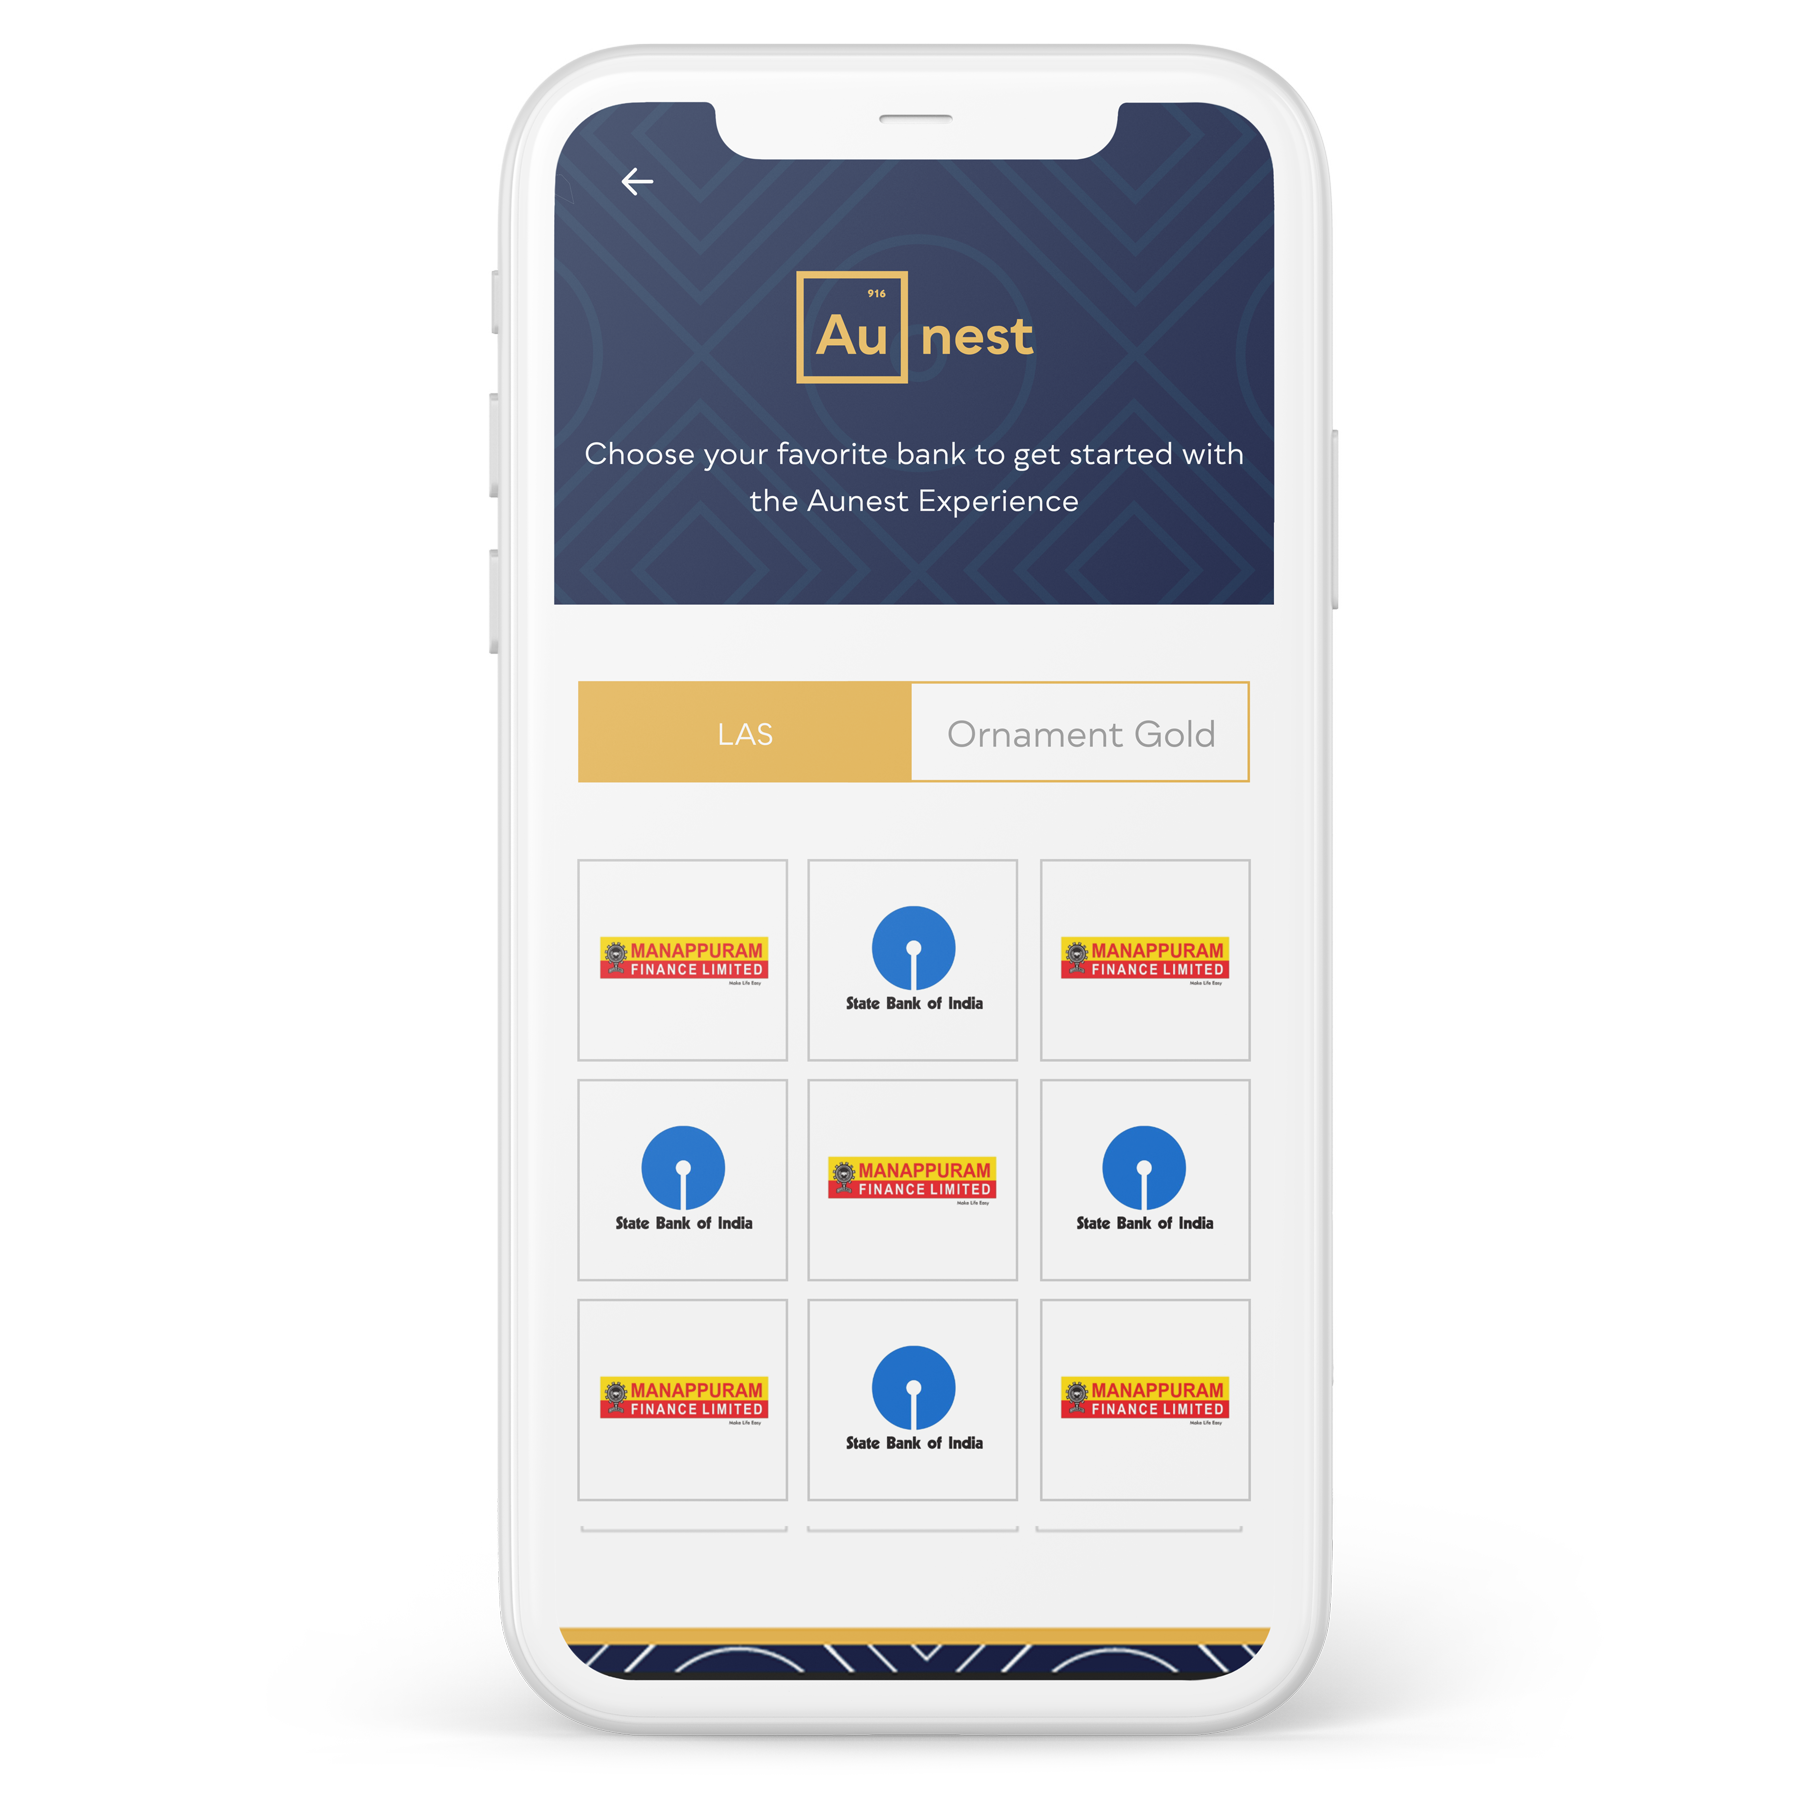 916
Au nest
Choose your favorite bank to get started with
the Aunest Experience
LAS Ornament Gold
MANAPPURAM
FINANCE LIMITED
Make Life Easy
State Bank of India
MANAPPURAM
FINANCE LIMITED
Make Life Easy
State Bank of India
MANAPPURAM
FINANCE LIMITED
Make Life Easy
State Bank of India
MANAPPURAM
FINANCE LIMITED
Make Life Easy
State Bank of India
MANAPPURAM
FINANCE LIMITED
Make Life Easy